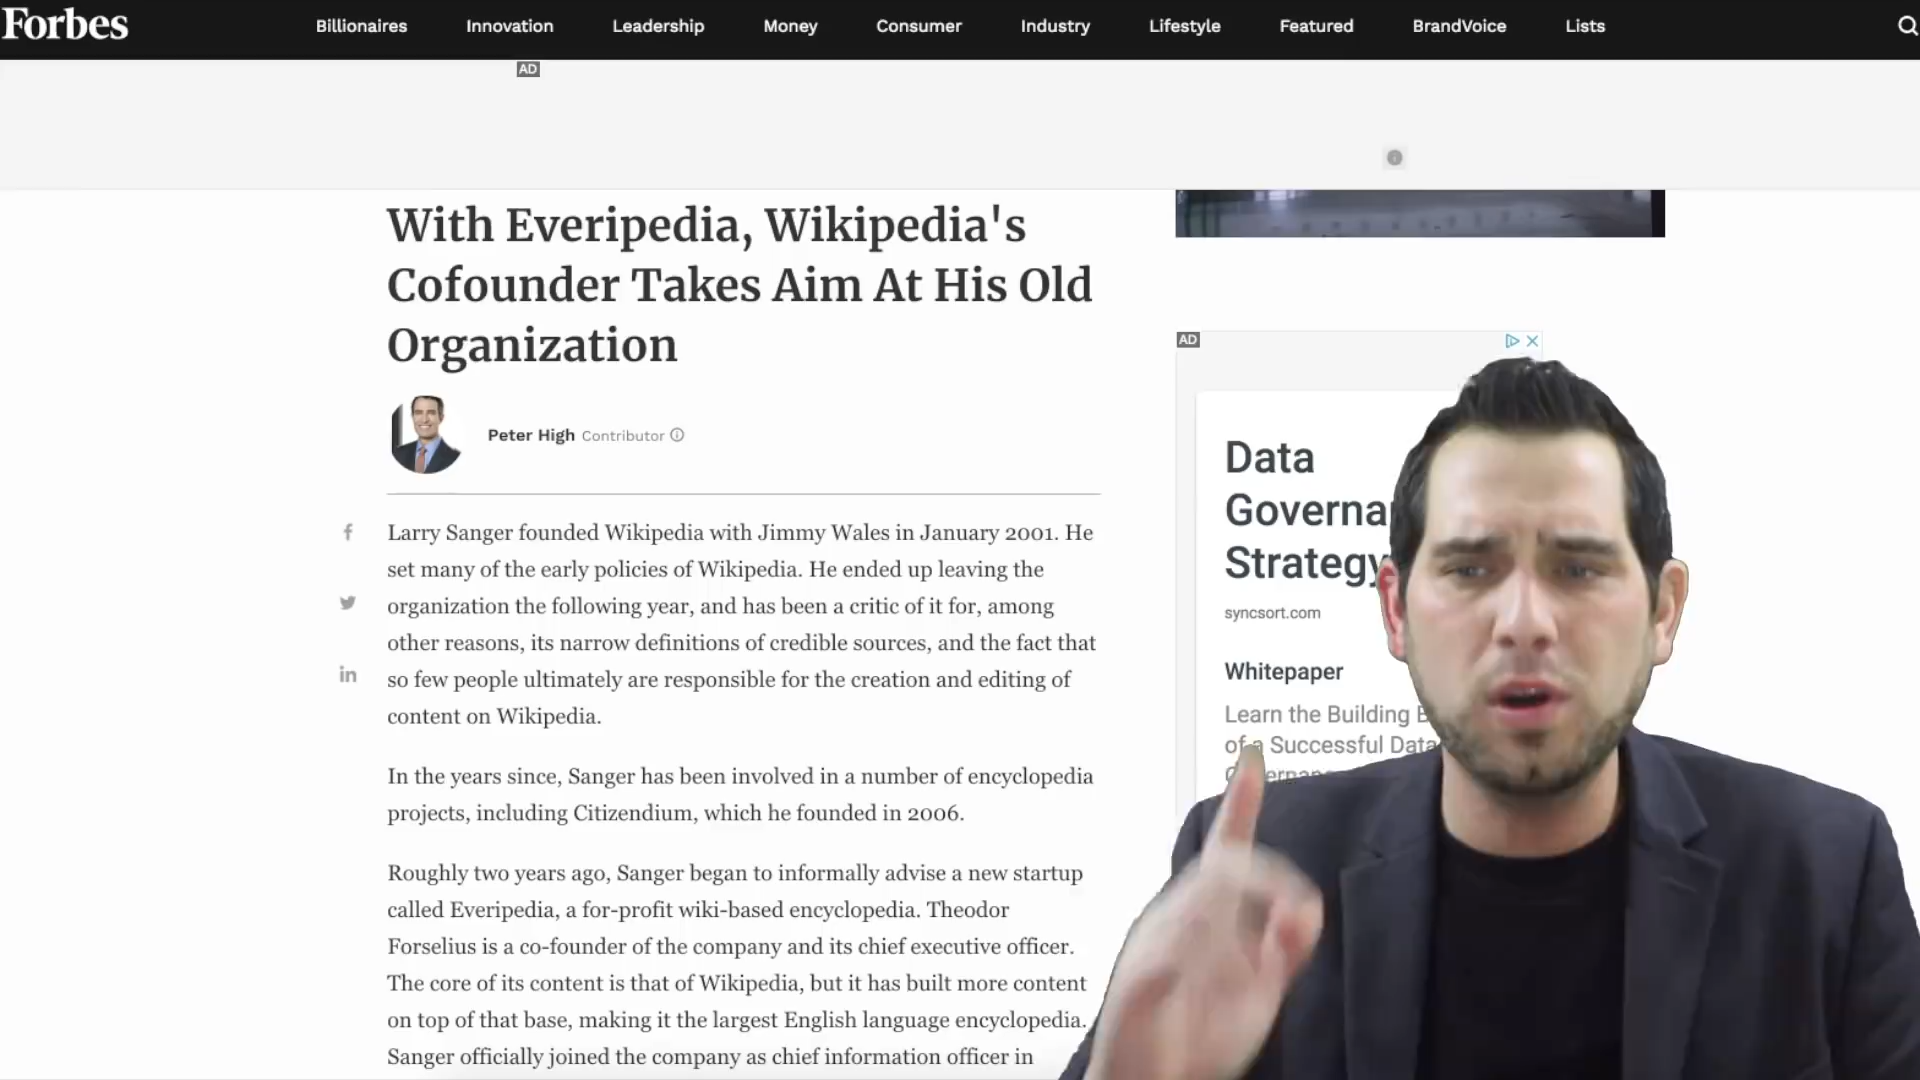 Forbes
Billionaires Innovation Leadership Money Consumer Industry Lifestyle Featured BrandVoice Lists
AD
With Everipedia, Wikipedia's
Cofounder Takes Aim At His Old
Organization
Peter High Contributor
Larry Sanger founded Wikipedia with Jimmy Wales in January 2001. He
set many of the early policies of Wikipedia. He ended up leaving the
organization the following year, and has been a critic of it for, among
other reasons, its narrow definitions of credible sources, and the fact that
so few people ultimately are responsible for the creation and editing of
content on Wikipedia.
In the years since, Sanger has been involved in a number of encyclopedia
projects, including Citizendium, which he founded in 2006.
Roughly two years ago, Sanger began to informally advise a new startup
called Everipedia, a for-profit wiki-based encyclopedia. Theodor
Forselius is a co-founder of the company and its chief executive officer.
The core of its content is that of Wikipedia, but it has built more content
on top of that base, making it the largest English language encyclopedia.
Sanger officially joined the company as chief information officer in
AD
Data
Governa
Strategy
syncsort.com
Whitepaper
Learn the Building
of a Successful Data